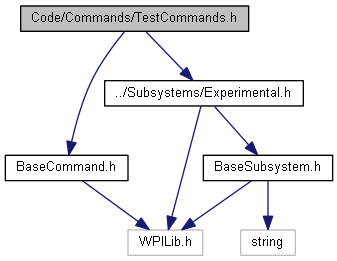 Code/Commands/TestCommands.h
../Subsystems/Experimental.h
BaseCommand.h
BaseSubsystem.h
WPILib.h
string